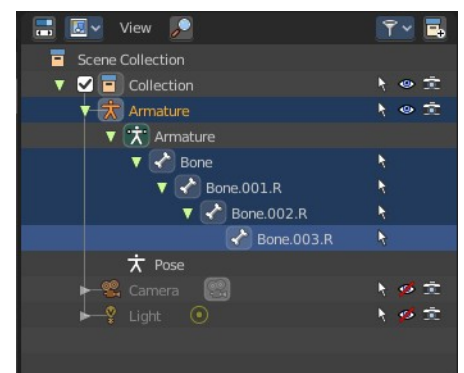 View
Scene Collection
Collection
Armature
Armature
Bone
Bone.001.R
Bone.002.R
Bone.003.R
Pose
Camera
Light